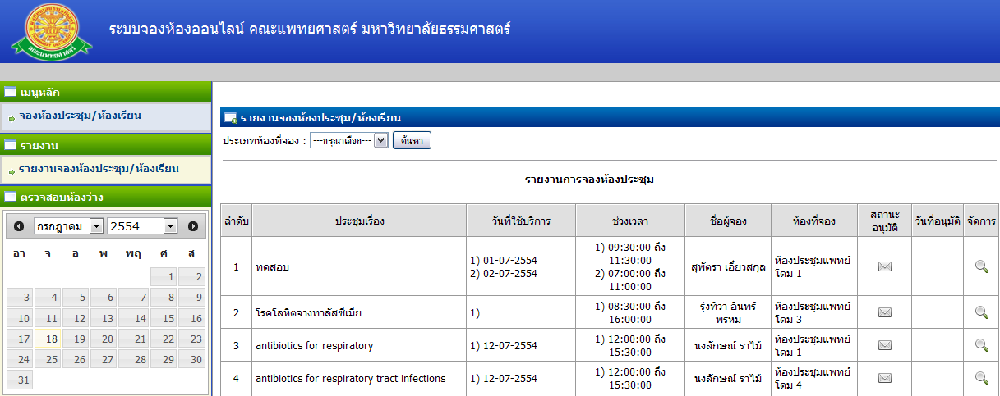 ระบบจองห้องออนไลน์ คณะแพทยศาสตร์ มหาวิทยาลัยธรรมศาสตร์
คณะแพทยศาสตร์
เมนูหลัก
จองห้องประชุม/ห้องเรียน
รายงาน
รายงานจองห้องประชุม/ห้องเรียน
ตรวจสอบห้องว่าง
กรกฎาคม 2554
อา จ อ พ พฤ ศ ส
1 2
3 4 5 6 7 8 9
10 11 12 13 14 15 16
17 18 19 20 21 22 23
24 25 26 27 28 29 30
31
รายงานจองห้องประชุม/ห้องเรียน
ประเภทห้องที่จอง : ---กรุณาเลือก--- ค้นหา
รายงานการจองห้องประชุม
ลำดับ ประชุมเรื่อง วันที่ใช้บริการ ช่วงเวลา ชื่อผู้จอง ห้องที่จอง สถานะ
อนุมัติ วันที่อนุมัติ จัดการ
1 ทดสอบ
1) 01-07-2554
2) 02-07-2554
1) 09:30:00 ถึง
11:30:00
2) 07:00:00 ถึง
11:00:00
สุพัตรา เอี่ยวสกุล
ห้องประชุมแพทย์
โดม 1
2 โรคโลหิตจางทาลัสซีเมีย 1)
1) 08:30:00 ถึง
16:00:00
รุ่งทิวา อินทร์
พรหม
ห้องประชุมแพทย์
โดม 3
3 antibiotics for respiratory 1) 12-07-2554
1) 12:00:00 ถึง
15:30:00
นงลักษณ์ ราไม้
ห้องประชุมแพทย์
โดม 1
4 antibiotics for respiratory tract infections 1) 12-07-2554
1) 12:00:00 ถึง
15:30:00
นงลักษณ์ ราไม้
ห้องประชุมแพทย์
โดม 4